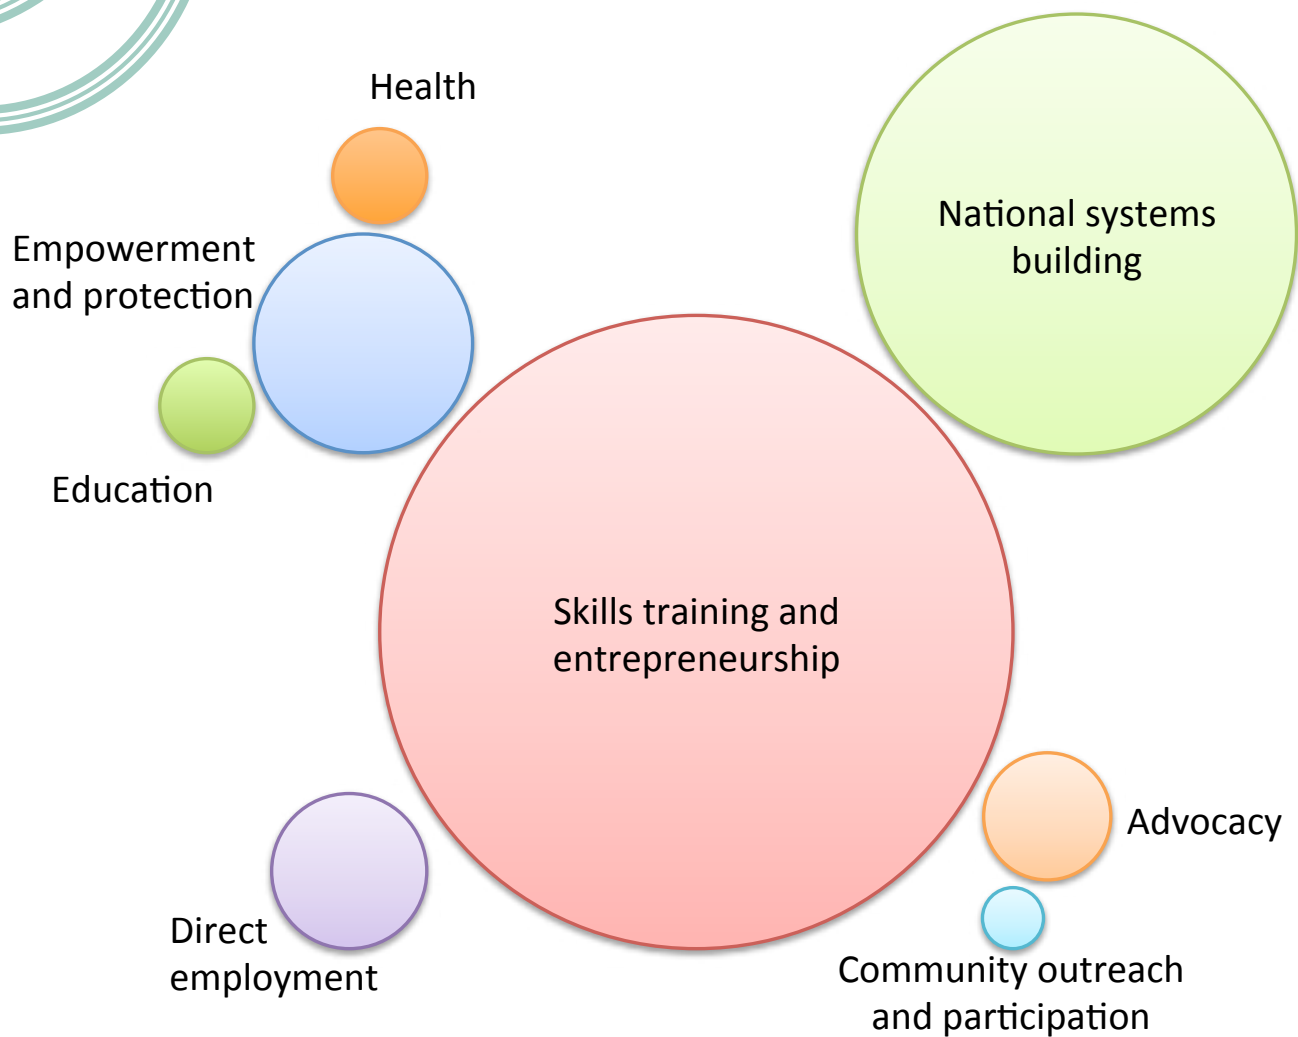 Health
National systems
building
Empowerment
and protection
Education
Skills training and
entrepreneurship
Advocacy
Direct
employment
Community outreach
and participation